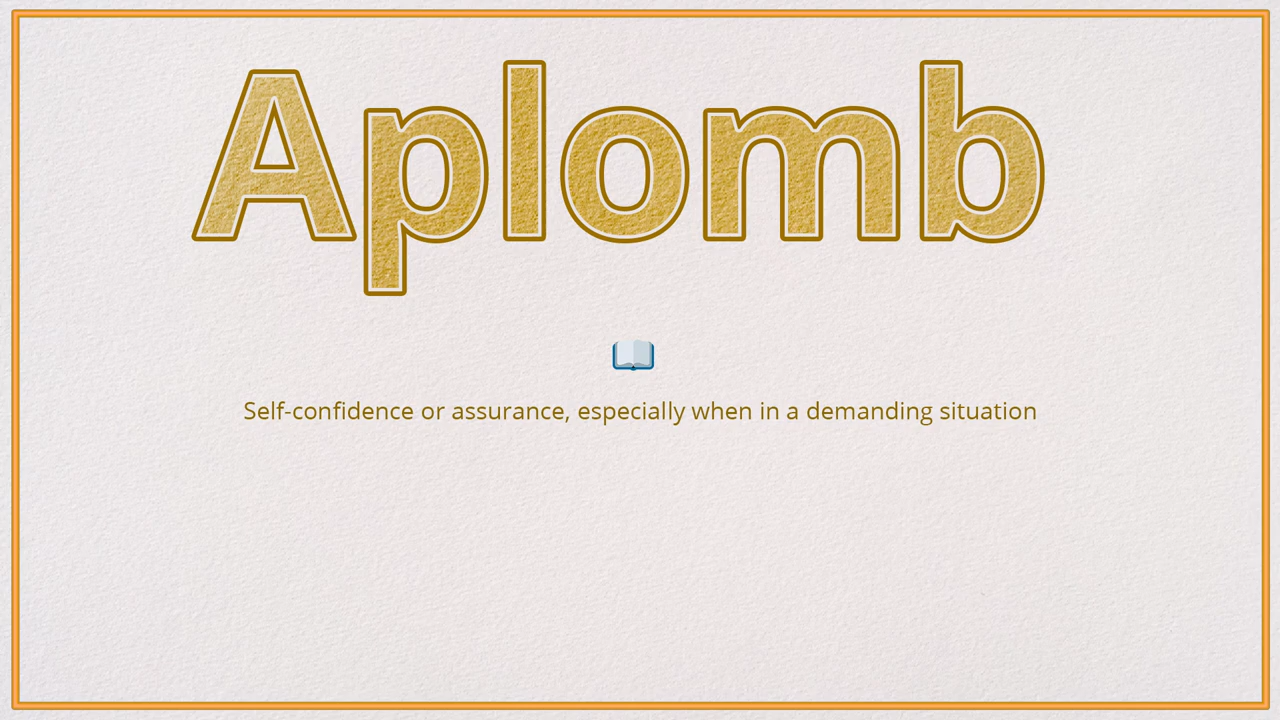 Aplomb
Self-confidence or assurance, especially when in a demanding situation